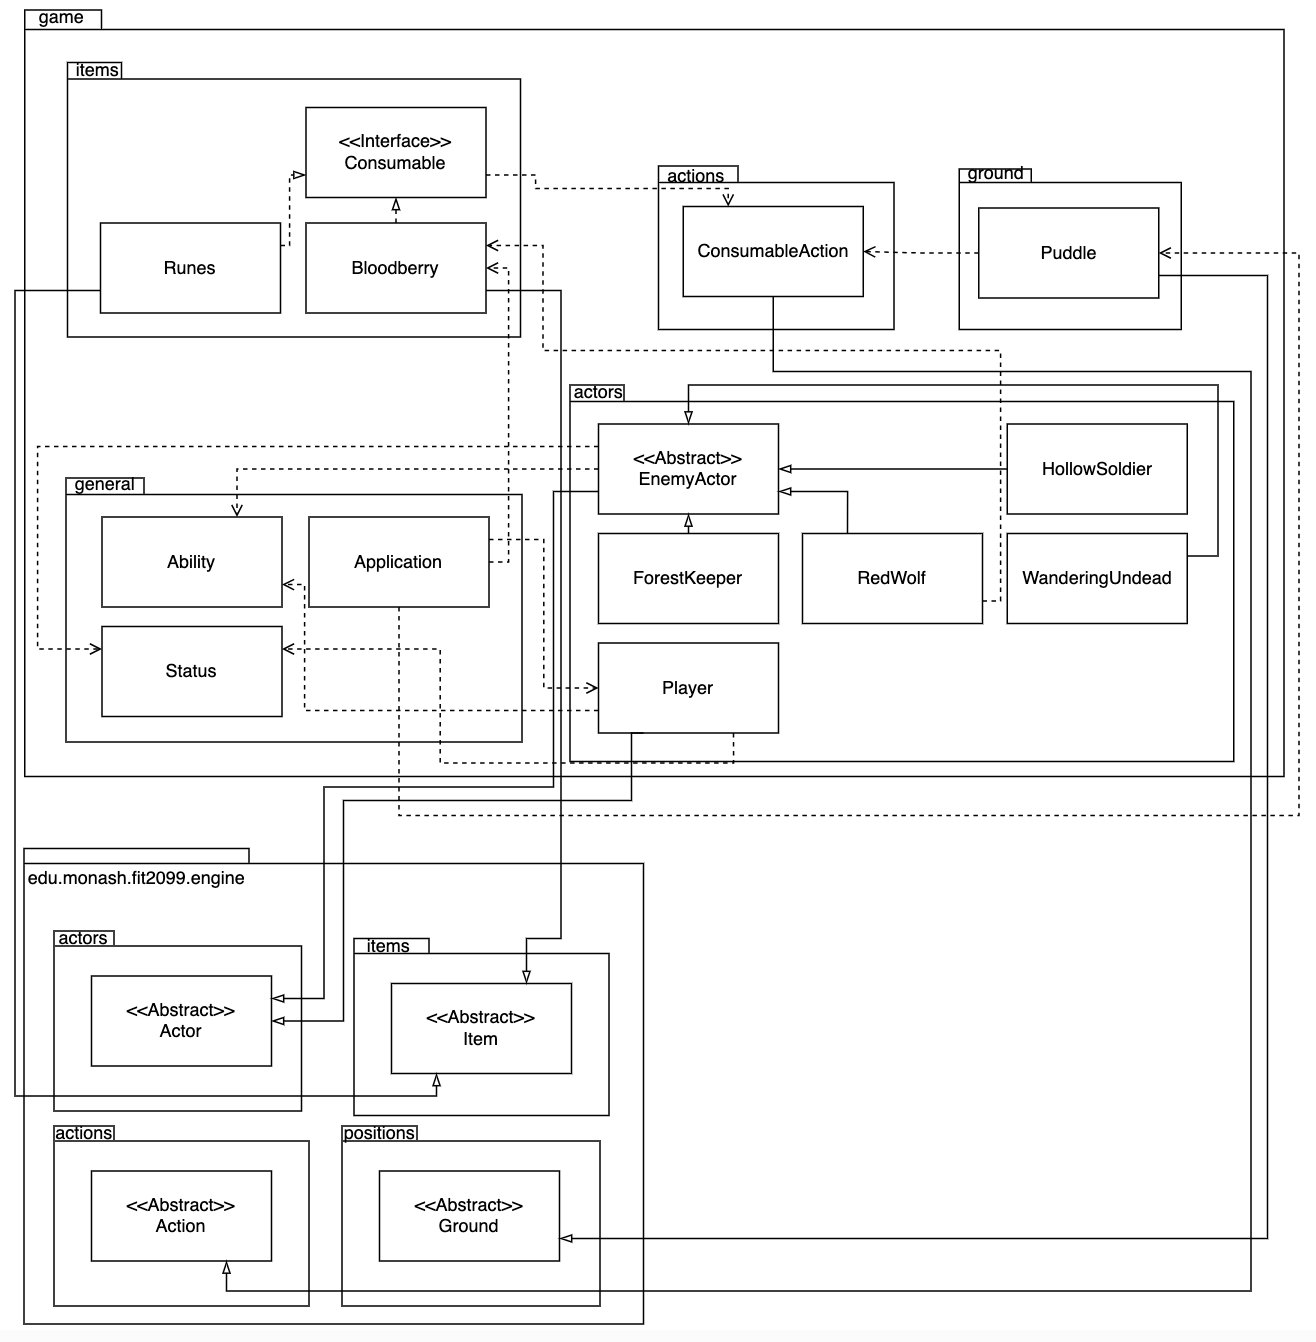 game
items
<<Interface>>
Consumable
actions
ground
Runes
Bloodberry
ConsumableAction
Puddle
actors
<<Abstract>>
EnemyActor
HollowSoldier
general
Ability
Application
ForestKeeper
RedWolf
WanderingUndead
Status
Player
edu.monash.fit2099.engine
actors
items
<<Abstract>>
Actor
<<Abstract>>
Item
actions
positions
<<Abstract>>
Action
<<Abstract>>
Ground